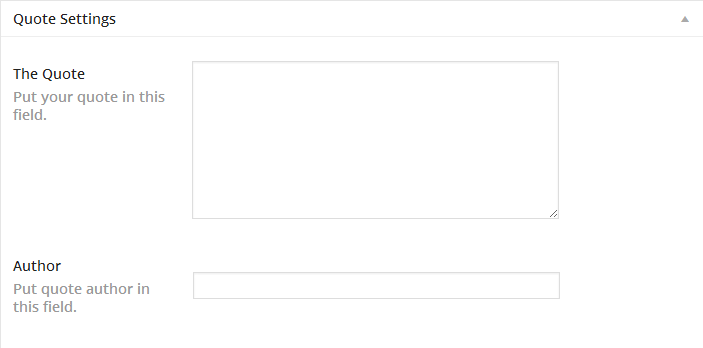 Quote Settings
The Quote
Put your quote in this
field.
Author
Put quote author in
this field.